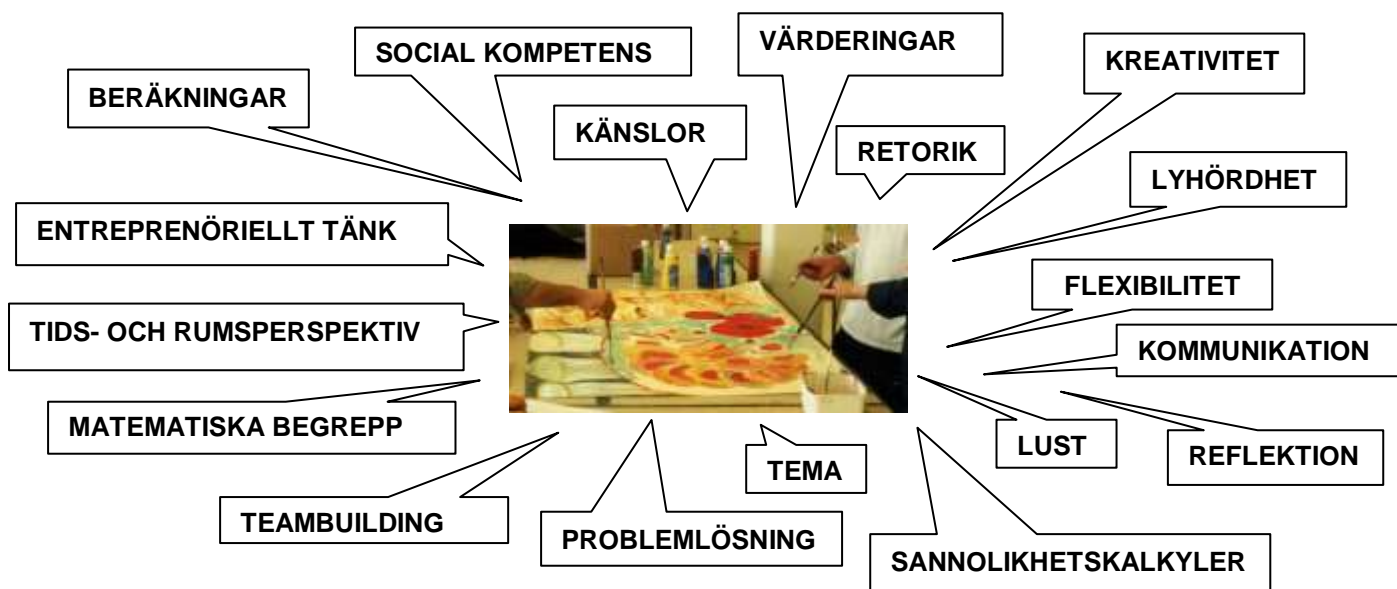 SOCIAL KOMPETENS
VÄRDERINGAR
KREATIVITET
BERÄKNINGAR
KÄNSLOR
RETORIK
LYHÖRDHET
ENTREPRENÖRIELLT TÄNK
FLEXIBILITET
TIDS- OCH RUMSPERSPEKTIV
KOMMUNIKATION
MATEMATISKA BEGREPP
LUST
REFLEKTION
TEMA
TEAMBUILDING
PROBLEMLÖSNING
SANNOLIKHETSKALKYLER